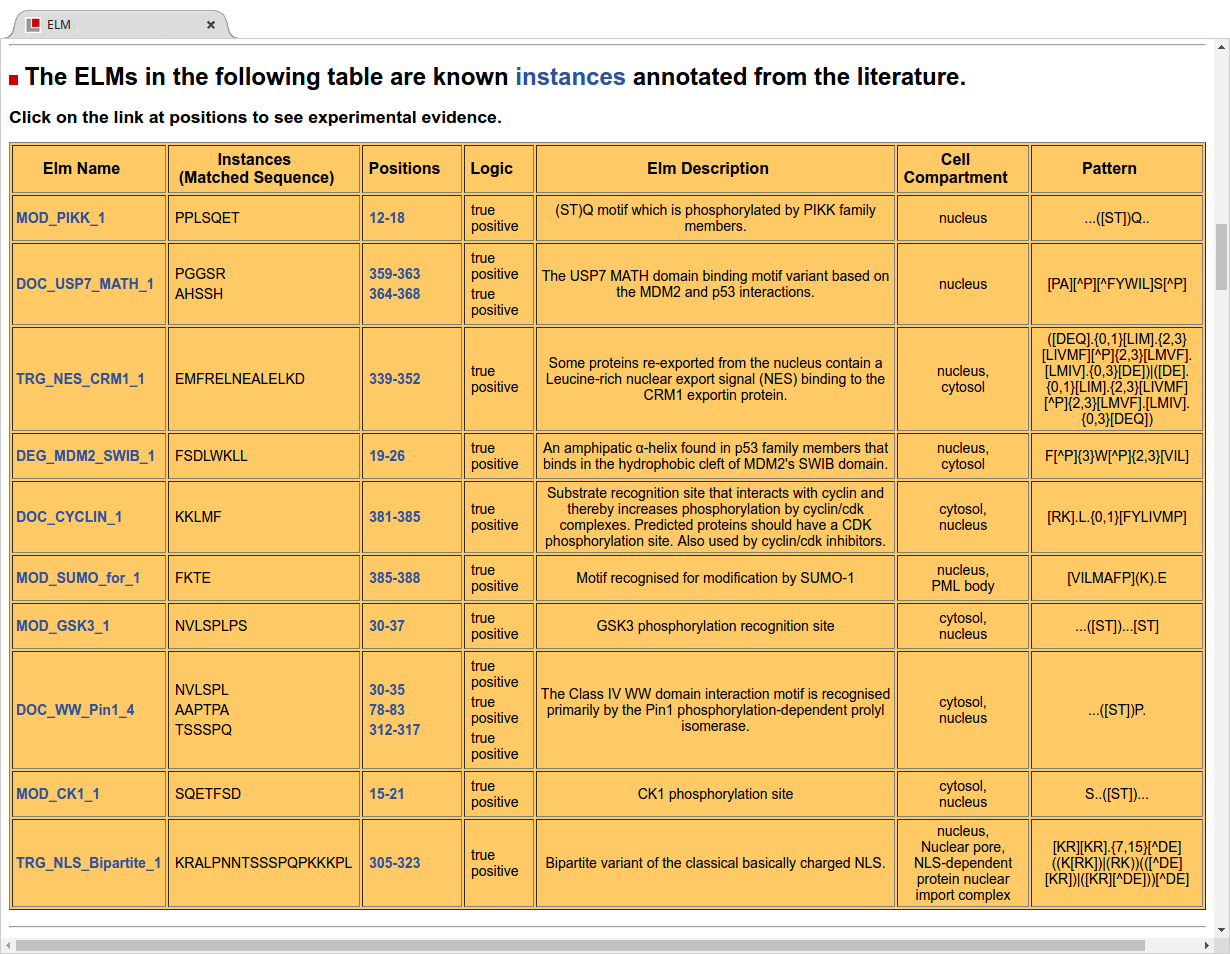 ELM
The ELMs in the following table are known instances annotated from the literature.
Click on the link at positions to see experimental evidence.
Elm Name
Instances
(Matched Sequence)
Positions
Logic
Elm Description
Cell
Compartment
Pattern
MOD_PIKK_1
PPLSQET
12-18
true
positive
(ST)Q motif which is phosphorylated by PIKK family
members.
nucleus
...([ST])Q..
DOC_USP7_MATH_1
PGGSR
AHSSH
359-363
364-368
true
positive
true
positive
The USP7 MATH domain binding motif variant based on
the MDM2 and p53 interactions.
nucleus
[PA][^P][^FYWIL]S[^P]
TRG_NES_CRM1_1
EMFRELNEALELKD
339-352
true
positive
Some proteins re-exported from the nucleus contain a
Leucine-rich nuclear export signal (NES) binding to the
CRM1 exportin protein.
nucleus,
cytosol
([DEQ].{0,1}[LIM].{2,3}
[LIVMF][^P]{2,3}[LMVF].
[LMIV].{0,3}[DE])|([DE].
{0,1}[LIM].{2,3}[LIVMF]
[^P]{2,3}[LMVF].[LMIV].
{0,3}[DEQ])
DEG_MDM2_SWIB_1
FSDLWKLL
19-26
true
positive
An amphipatic α-helix found in p53 family members that
binds in the hydrophobic cleft of MDM2's SWIB domain.
nucleus,
cytosol
F[^P]{3}W[^P]{2,3}[VIL]
DOC_CYCLIN_1
KKLMF
381-385
true
positive
Substrate recognition site that interacts with cyclin and
thereby increases phosphorylation by cyclin/cdk
complexes. Predicted proteins should have a CDK
phosphorylation site. Also used by cyclin/cdk inhibitors.
cytosol,
nucleus
[RK].L.{0,1}[FYLIVMP]
MOD_SUMO_for_1
FKTE
385-388
true
positive
Motif recognised for modification by SUMO-1
nucleus,
PML body
[VILMAFP](K).E
MOD_GSK3_1
NVLSPLPS
30-37
true
positive
GSK3 phosphorylation recognition site
cytosol,
nucleus
...([ST])...[ST]
DOC_WW_Pin1_4
NVLSPL
AAPTPA
TSSSPQ
30-35
78-83
312-317
true
positive
true
positive
true
positive
The Class IV WW domain interaction motif is recognised
primarily by the Pin1 phosphorylation-dependent prolyl
isomerase.
cytosol,
nucleus
...([ST])P.
MOD_CK1_1
SQETFSD
15-21
true
positive
CK1 phosphorylation site
cytosol,
nucleus
S..([ST])...
TRG_NLS_Bipartite_1
KRALPNNTSSSPQPKKKPL
305-323
true
positive
Bipartite variant of the classical basically charged NLS.
nucleus,
Nuclear pore,
NLS-dependent
protein nuclear
import complex
[KR][KR].{7,15}[^DE]
((K[RK])|(RK))(([^DE]
[KR])|([KR][^DE]))[^DE]